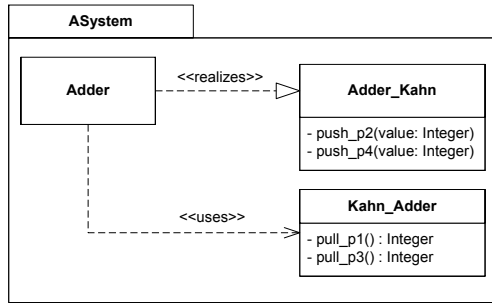 ASystem
Adder
<<realizes>>
Adder_Kahn
- push_p2(value: Integer)
- push_p4(value: Integer)
<<uses>>
Kahn_Adder
- pull_p1() : Integer
- pull_p3() : Integer